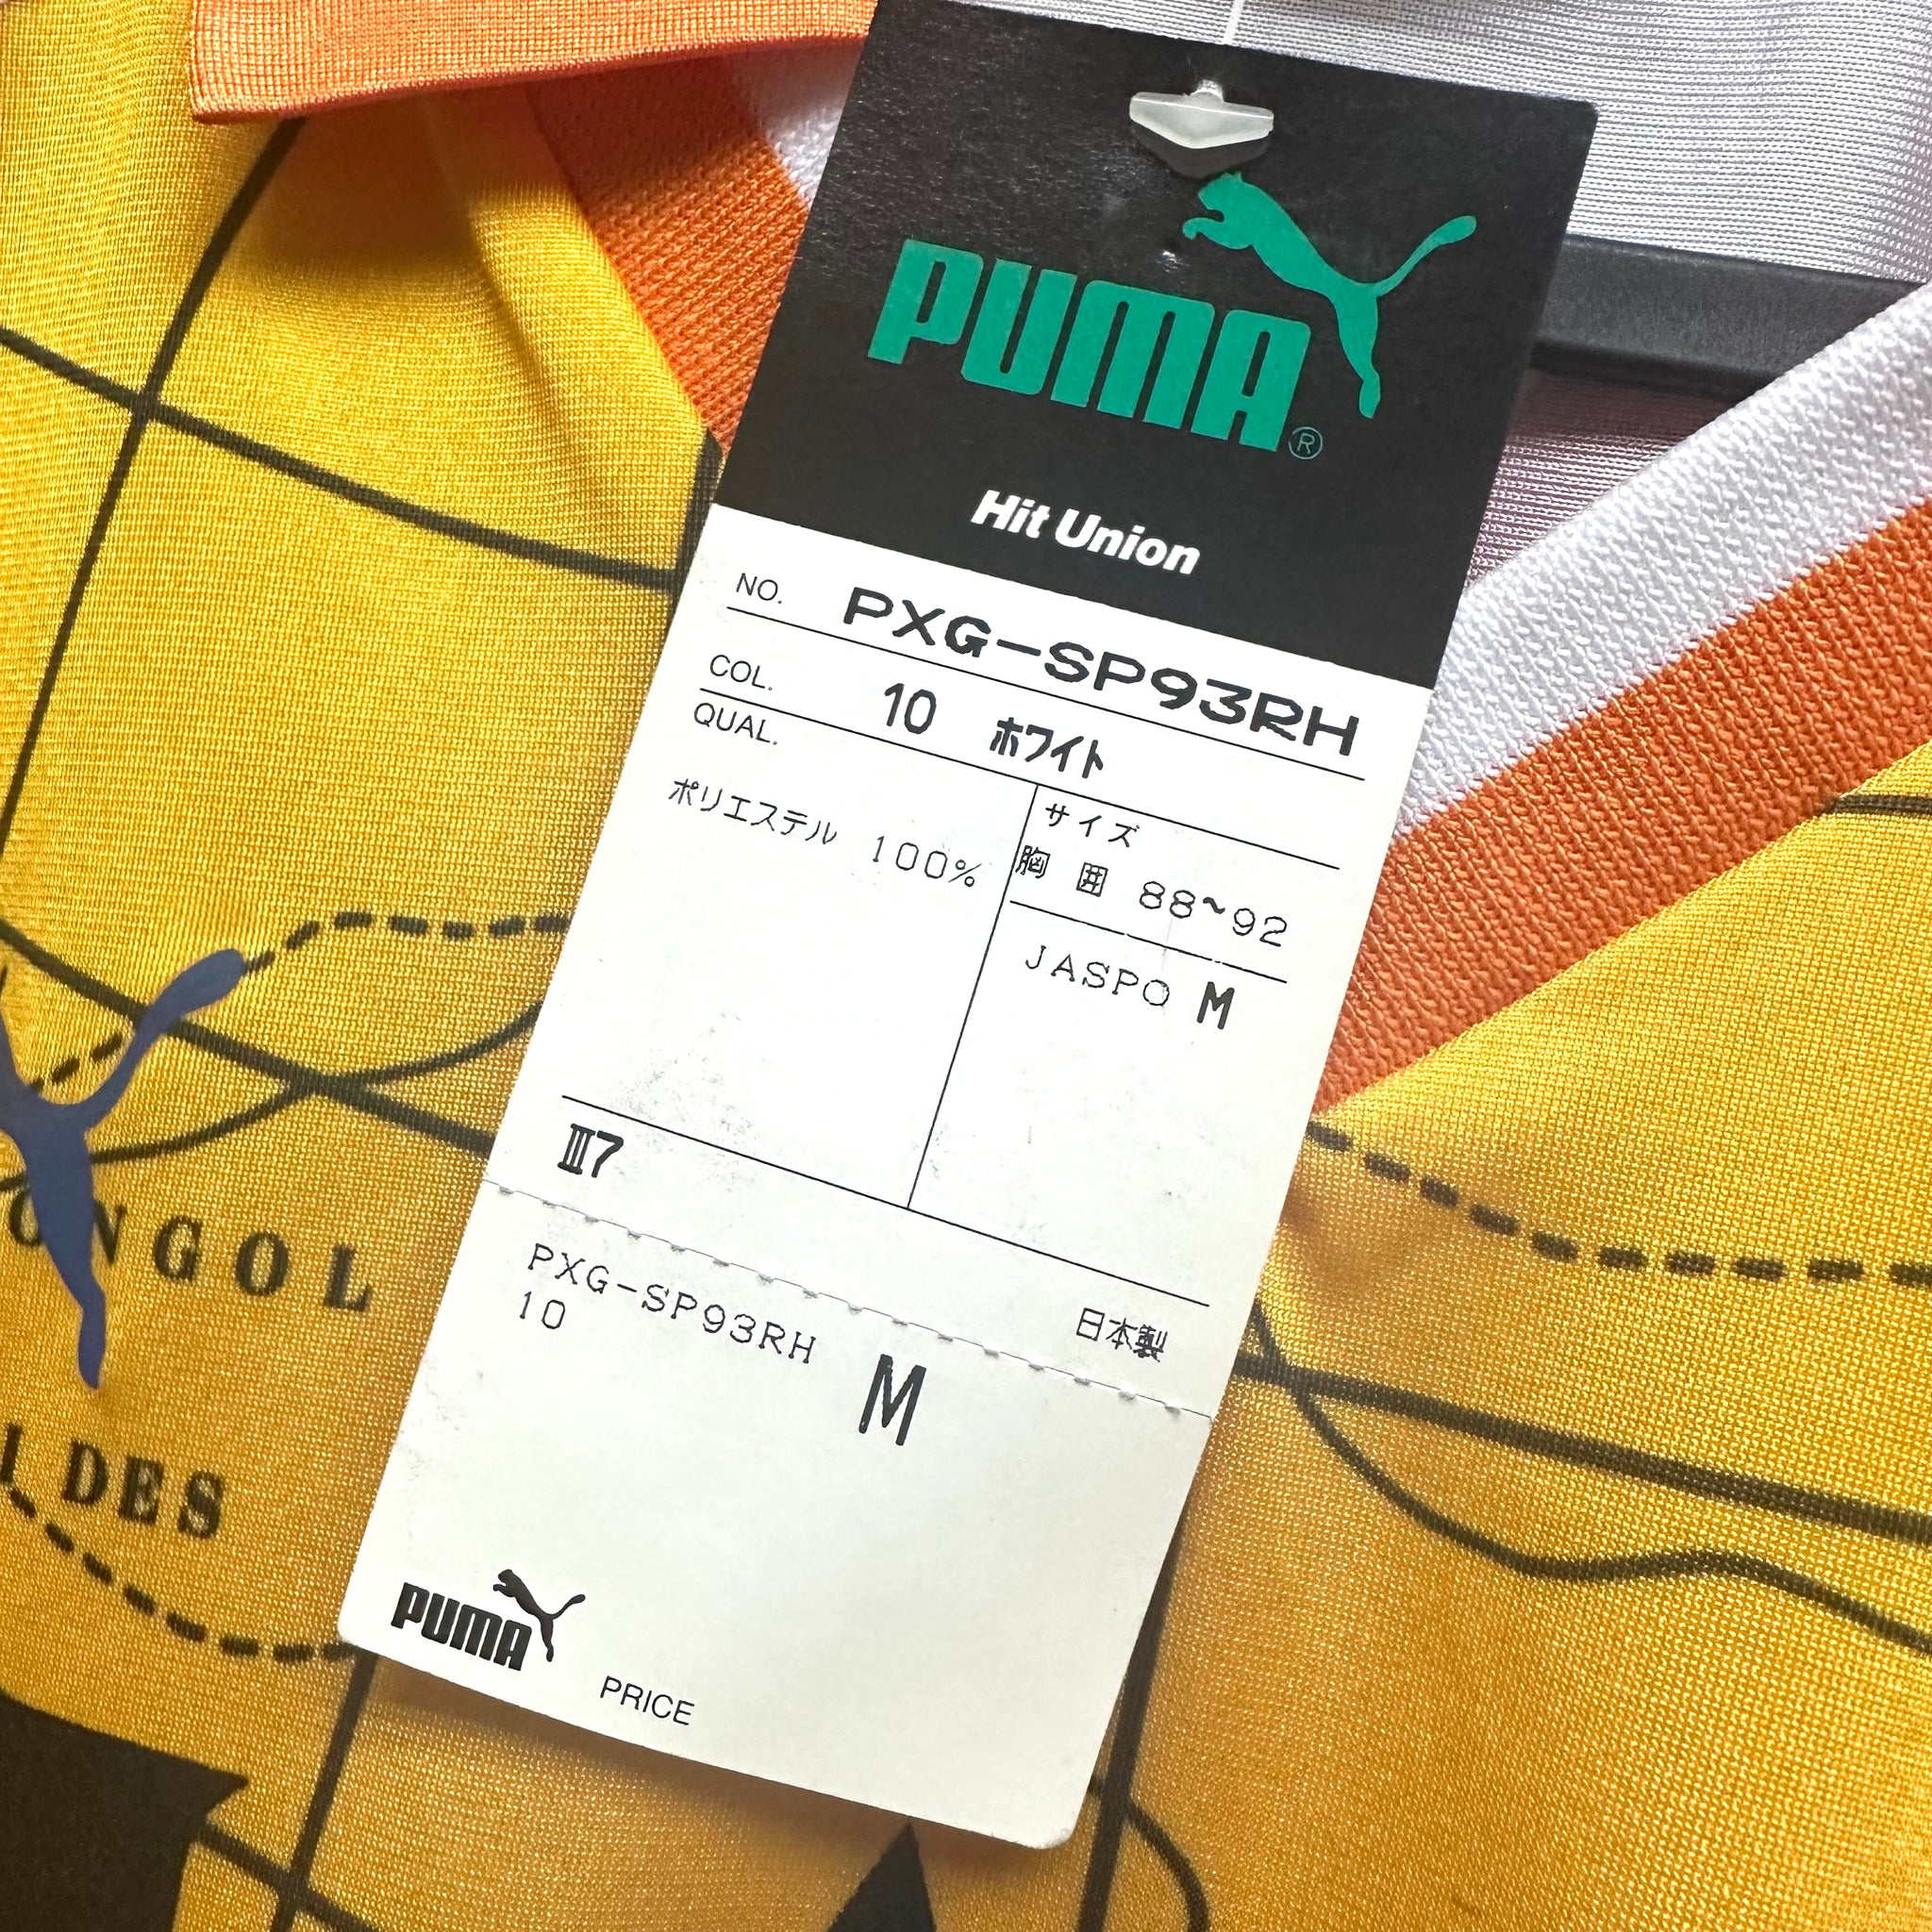 PUMA®
Hit Union
NO. PXG-SP93RH
COL. 10 ホワイト
QUAL.
ポリエステル 100%
サイズ
胸 囲 88~92
JASPO M
Ⅲ7
日本製
PXG-SP93RH
10
M
PUMA
PRICE
ONGOL
I DES